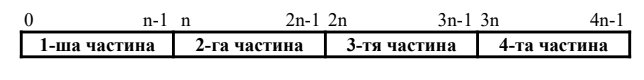 0 n-1 n 2n-1 2n 3n-1 3n 4n-1
1-ша частина 2-га частина 3-тя частина 4-та частина